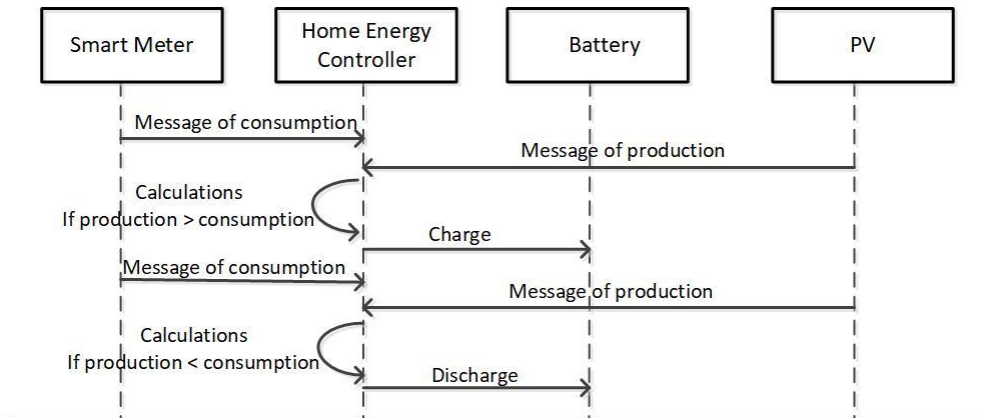 Smart Meter
Home Energy
Controller
Battery
PV
Message of consumption
Message of production
Calculations
If production > consumption
Charge
Message of consumption
Message of production
Calculations
If production < consumption
Discharge